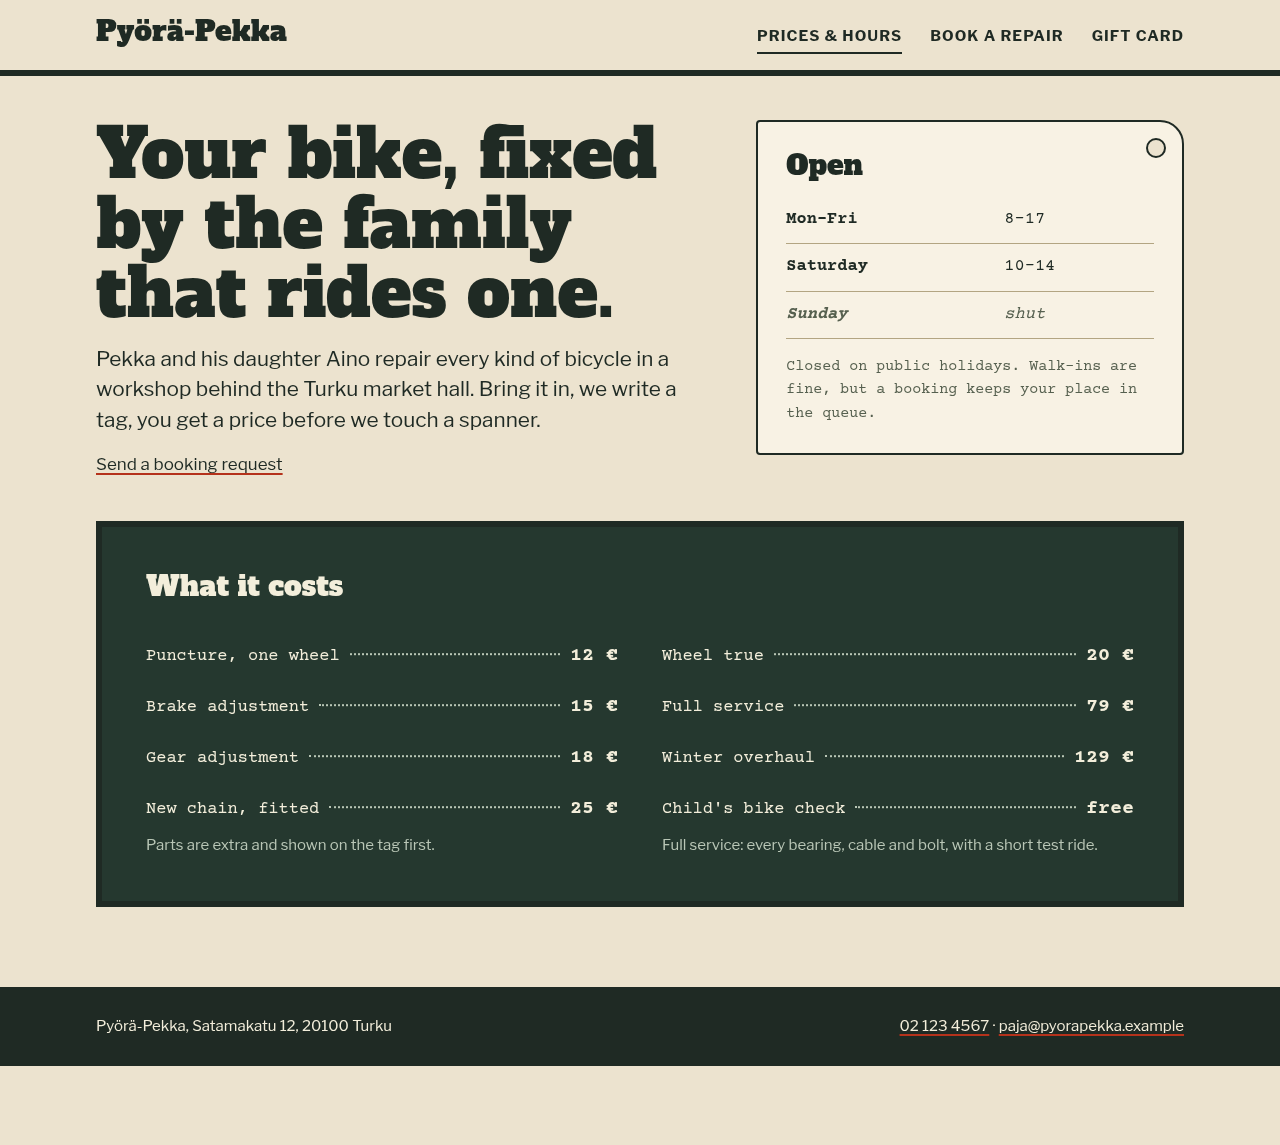 Pyörä-Pekka
PRICES & HOURS BOOK A REPAIR GIFT CARD
Your bike, fixed
by the family
that rides one.
Pekka and his daughter Aino repair every kind of bicycle in a
workshop behind the Turku market hall. Bring it in, we write a
tag, you get a price before we touch a spanner.
Send a booking request
Open
Mon–Fri 8–17
Saturday 10–14
Sunday shut
Closed on public holidays. Walk-ins are
fine, but a booking keeps your place in
the queue.
What it costs
Puncture, one wheel 12 €
Brake adjustment 15 €
Gear adjustment 18 €
New chain, fitted 25 €
Parts are extra and shown on the tag first.
Wheel true 20 €
Full service 79 €
Winter overhaul 129 €
Child's bike check free
Full service: every bearing, cable and bolt, with a short test ride.
Pyörä-Pekka, Satamakatu 12, 20100 Turku
02 123 4567 · paja@pyorapekka.example